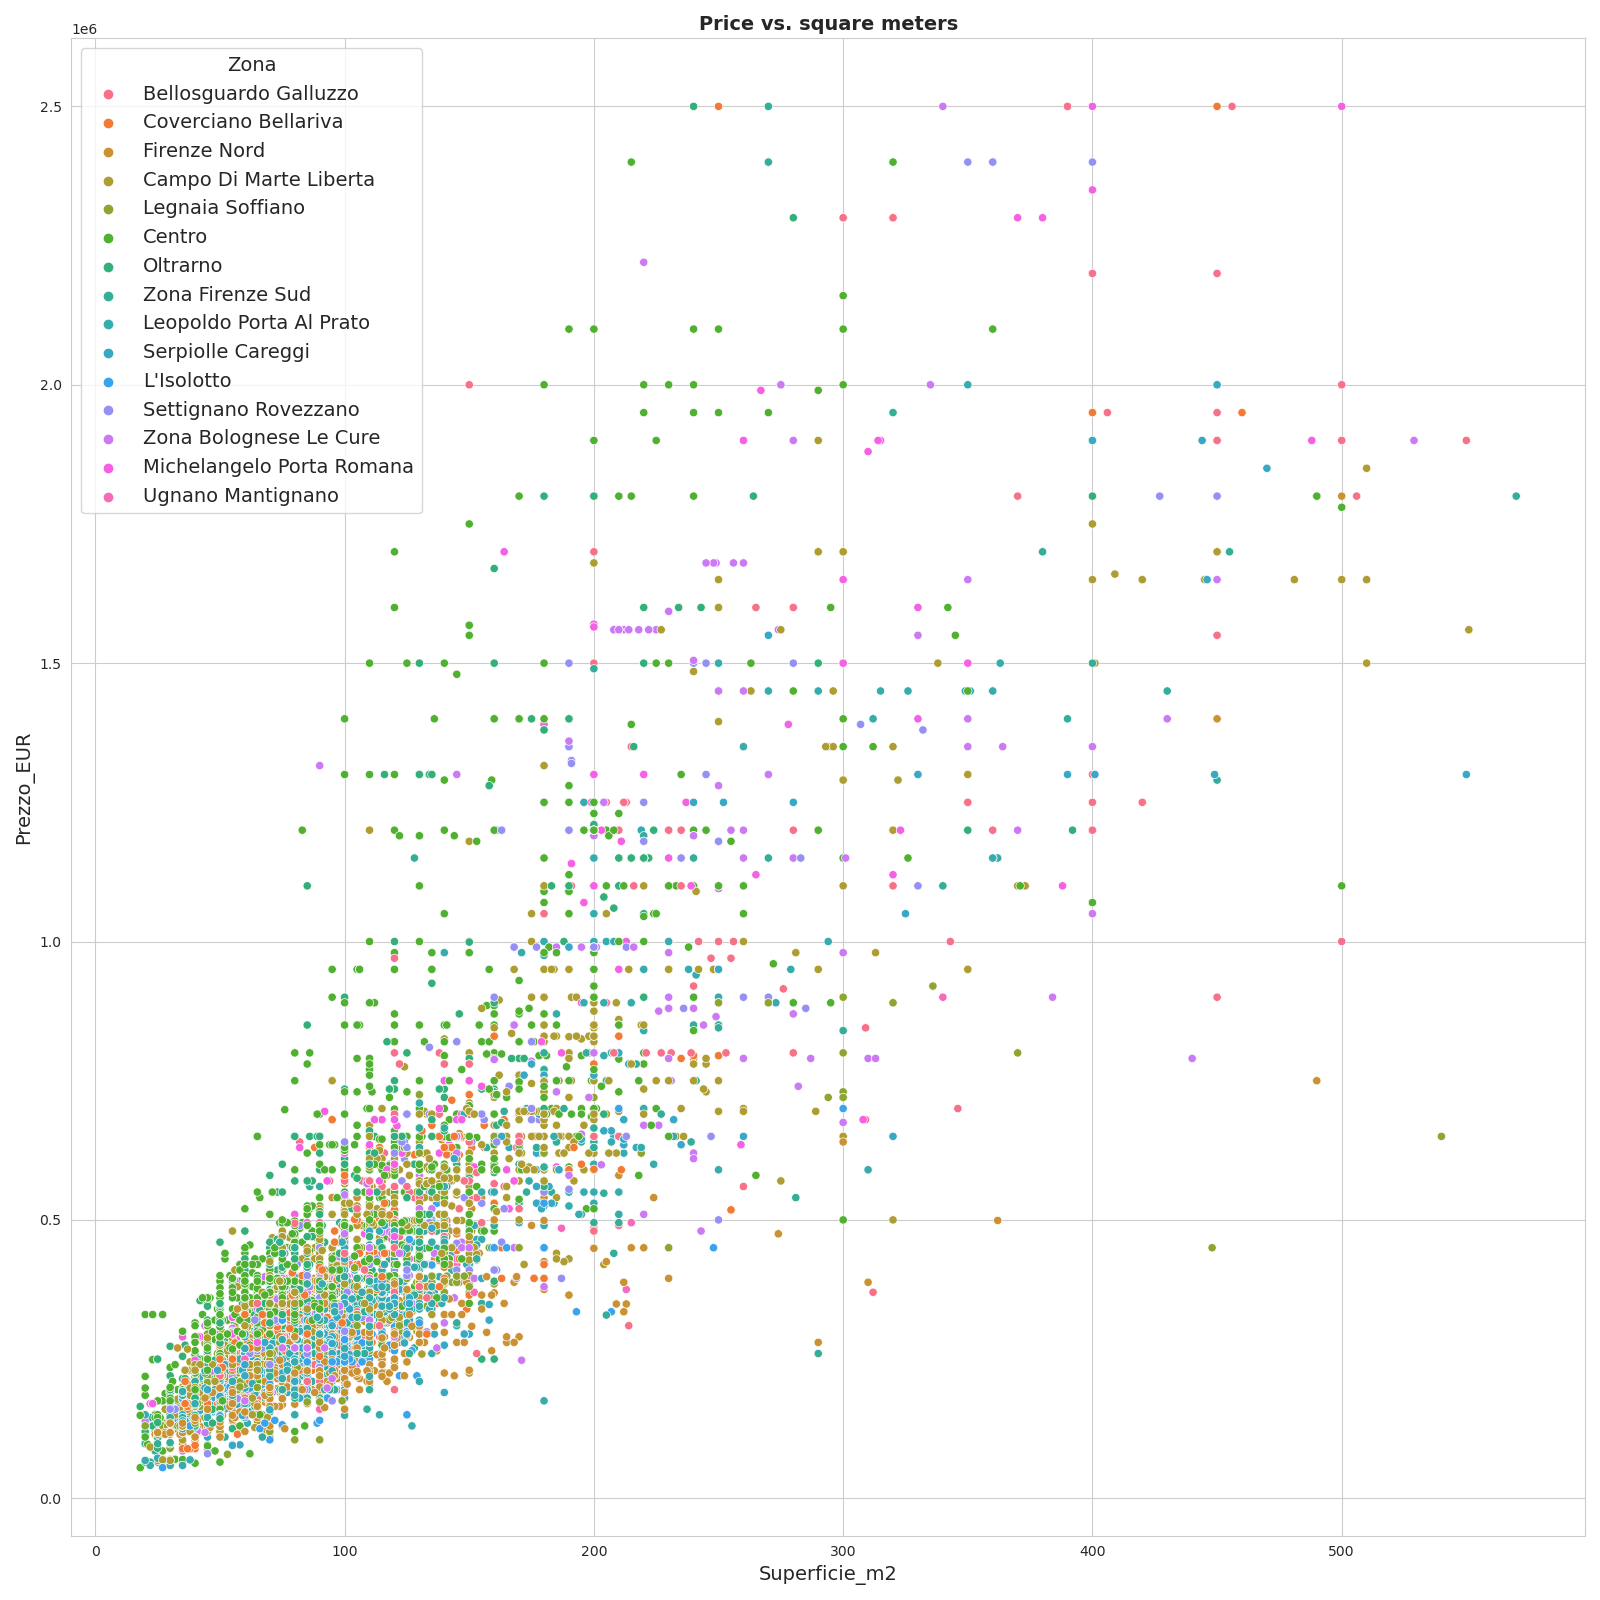 Price vs. square meters
1e6
Zona
Bellosguardo Galluzzo
Coverciano Bellariva
Firenze Nord
Campo Di Marte Liberta
Legnaia Soffiano
Centro
Oltrarno
Zona Firenze Sud
Leopoldo Porta Al Prato
Serpiolle Careggi
L'Isolotto
Settignano Rovezzano
Zona Bolognese Le Cure
Michelangelo Porta Romana
Ugnano Mantignano
2.5
2.0
1.5
1.0
0.5
0.0
Prezzo_EUR
0 100 200 300 400 500
Superficie_m2